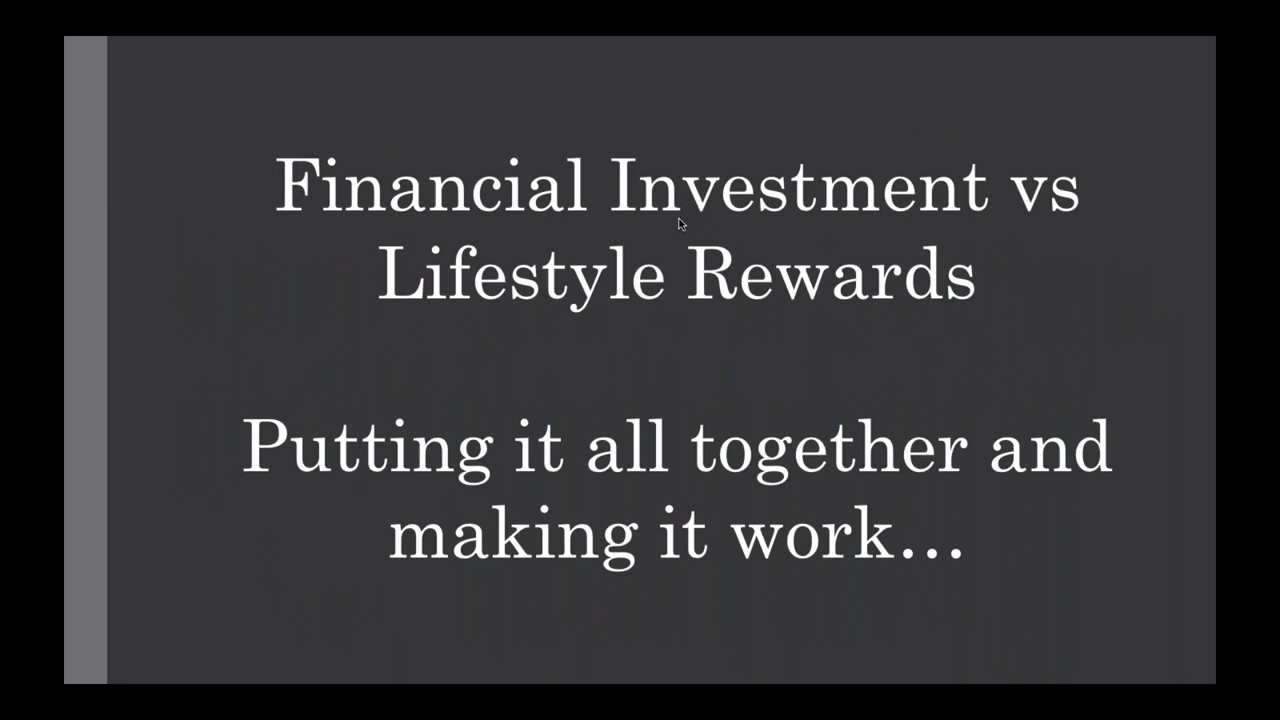 Financial Investment vs
Lifestyle Rewards
Putting it all together and
making it work...